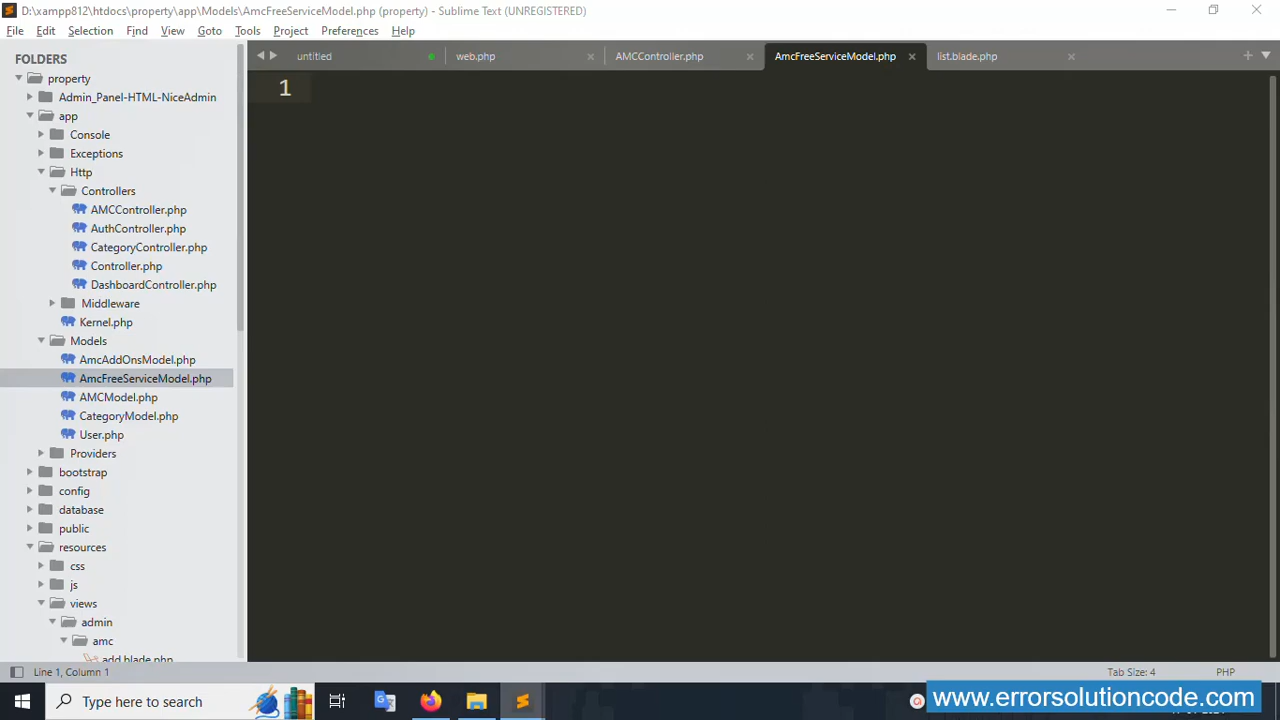 D:\xampp812\htdocs\property\app\Models\AmcFreeServiceModel.php (property) - Sublime Text (UNREGISTERED)
File Edit Selection Find View Goto Tools Project Preferences Help
FOLDERS
property
Admin_Panel-HTML-NiceAdmin
app
Console
Exceptions
Http
Controllers
AMCController.php
AuthController.php
CategoryController.php
Controller.php
DashboardController.php
Middleware
Kernel.php
Models
AmcAddOnsModel.php
AmcFreeServiceModel.php
AMCModel.php
CategoryModel.php
User.php
Providers
bootstrap
config
database
public
resources
css
js
views
admin
amc
add.blade.php
untitled web.php AMCController.php AmcFreeServiceModel.php list.blade.php
1
Line 1, Column 1 Tab Size: 4 PHP
Type here to search
www.errorsolutioncode.com